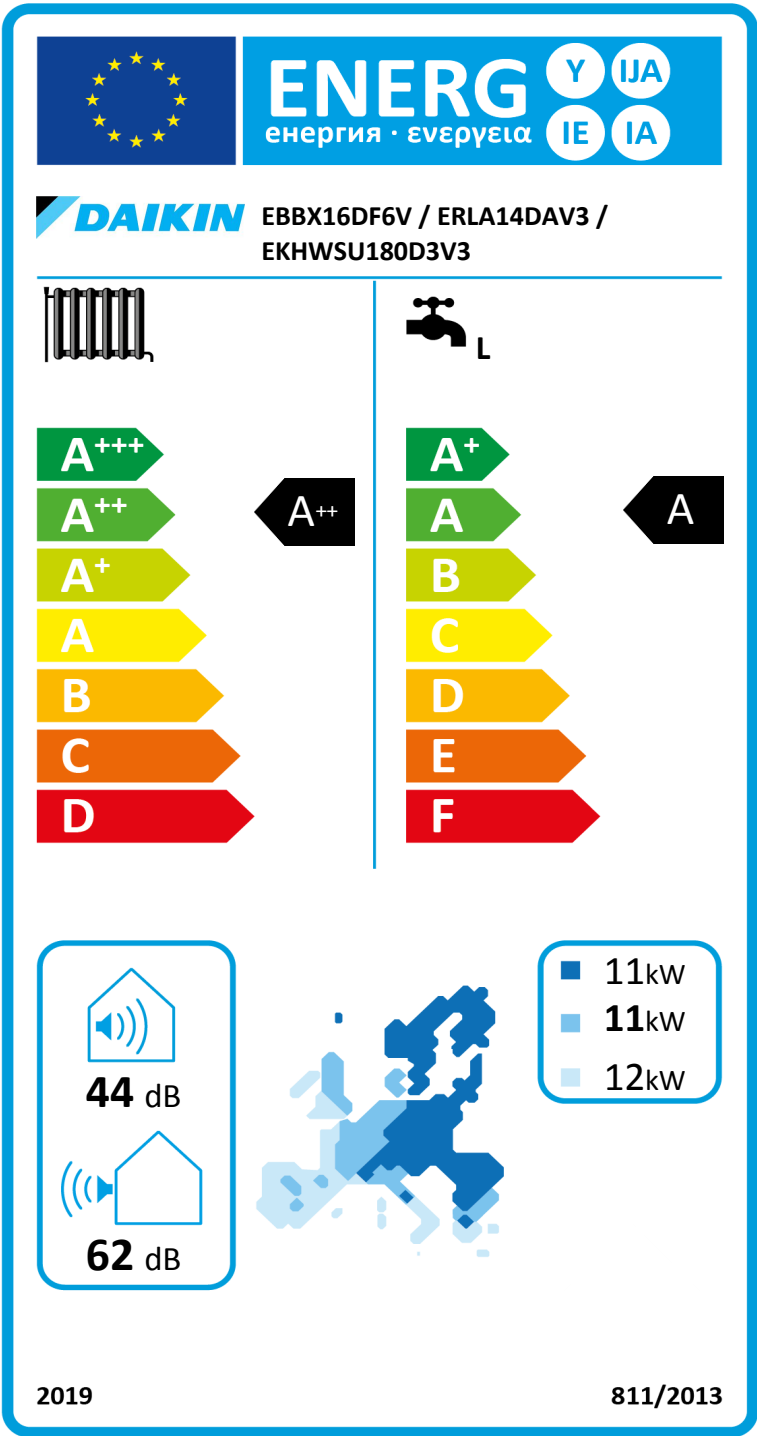 ENERG Y IJA
енергия · ενεργεια IE IA
DAIKIN EBBX16DF6V / ERLA14DAV3 /
EKHWSU180D3V3
L
A+++
A++
A+
A
B
C
D
A++
A+
A
B
C
D
E
F
A
44 dB
62 dB
11kW
11kW
12kW
2019
811/2013